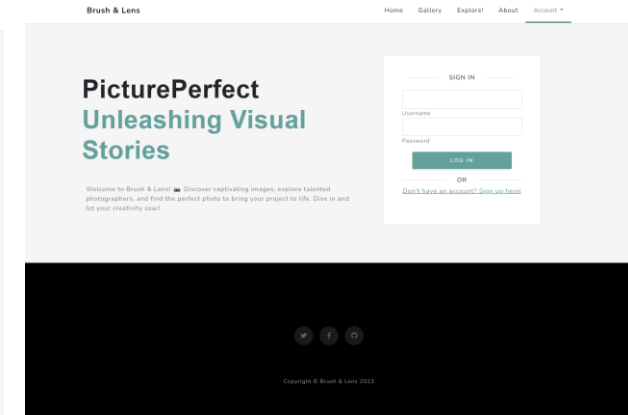 Brush & Lens
Home Gallery Explore! About Account
PicturePerfect
Unleashing Visual
Stories
Welcome to Brush & Lens! 📷 Discover captivating images, explore talented
photographers, and find the perfect photo to bring your project to life. Dive in and
let your creativity soar!
SIGN IN
Username
Password
LOG IN
OR
Don't have an account? Sign up here!
Copyright © Brush & Lens 2023